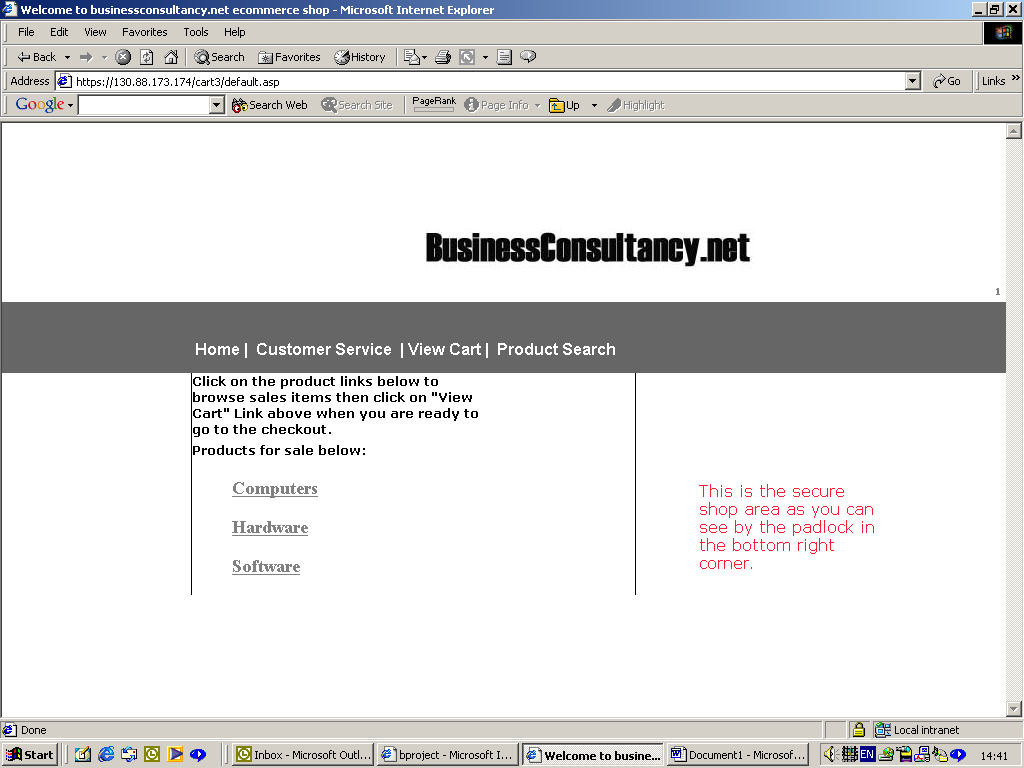 Welcome to businessconsultancy.net ecommerce shop - Microsoft Internet Explorer
File Edit View Favorites Tools Help
Back Search Favorites History
Address https://130.88.173.174/cart3/default.asp Go Links »
Google Search Web Search Site PageRank Page Info Up Highlight
BusinessConsultancy.net
1
Home | Customer Service | View Cart | Product Search
Click on the product links below to
browse sales items then click on "View
Cart" Link above when you are ready to
go to the checkout.
Products for sale below:
Computers
Hardware
Software
This is the secure
shop area as you can
see by the padlock in
the bottom right
corner.
Done Local intranet
Start Inbox - Microsoft Outl... bproject - Microsoft I... Welcome to busine... Document1 - Microsof... EN 14:41